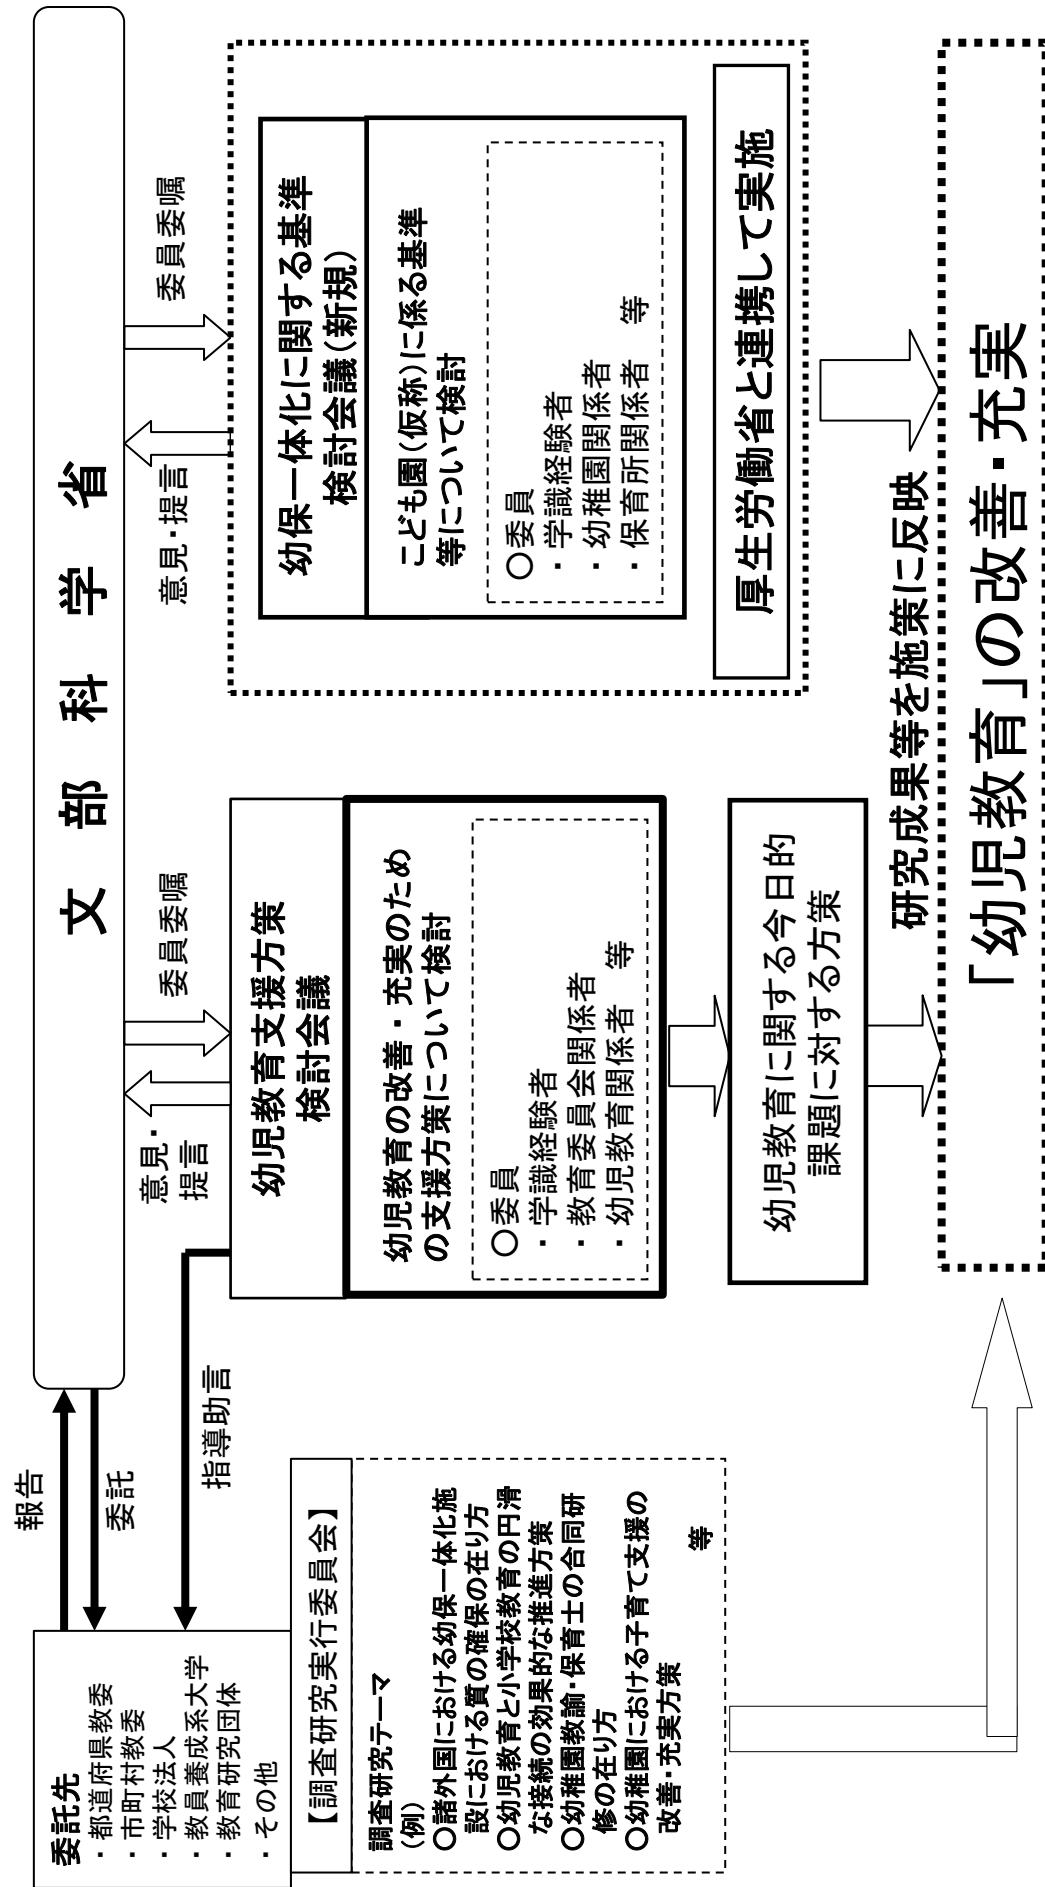 文部科学省
報告
委託
指導助言
意見・
提言
委員委嘱
意見・提言
委員委嘱
委託先
・都道府県教委
・市町村教委
・学校法人
・教員養成系大学
・教育研究団体
・その他
【調査研究実行委員会】
調査研究テーマ
(例)
○諸外国における幼保一体化施
設における質の確保の在り方
○幼児教育と小学校教育の円滑
な接続の効果的な推進方策
○幼稚園教諭・保育士の合同研
修の在り方
○幼稚園における子育て支援の
改善・充実方策
等
幼児教育支援方策
検討会議
幼児教育の改善・充実のため
の支援方策について検討
○委員
・学識経験者
・教育委員会関係者
・幼児教育関係者 等
幼児教育に関する今日的
課題に対する方策
幼保一体化に関する基準
検討会議(新規)
こども園(仮称)に係る基準
等について検討
○委員
・学識経験者
・幼稚園関係者
・保育所関係者 等
厚生労働省と連携して実施
研究成果等を施策に反映
「幼児教育」の改善・充実